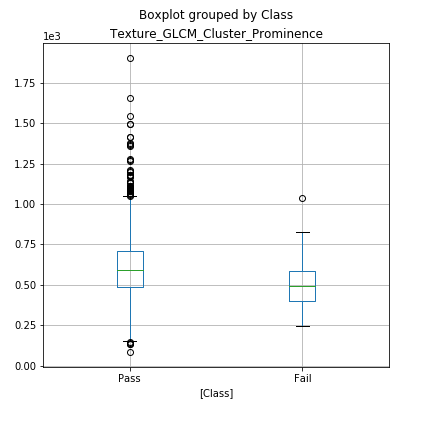 Boxplot grouped by Class
Texture_GLCM_Cluster_Prominence
1e3
1.75
1.50
1.25
1.00
0.75
0.50
0.25
0.00
Pass Fail
[Class]